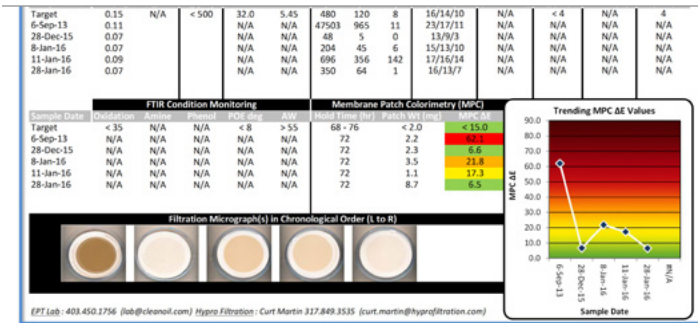 Target 0.15 N/A < 500 32.0 5.45 480 120 8 16/14/10 N/A < 4 N/A 4
6-Sep-13 0.11 N/A N/A 47503 965 11 23/17/11 N/A N/A N/A
28-Dec-15 0.07 N/A N/A 48 5 0 13/9/3 N/A N/A N/A
8-Jan-16 0.07 N/A N/A 204 45 6 15/13/10 N/A N/A N/A
11-Jan-16 0.09 N/A N/A 696 356 142 17/16/14 N/A N/A N/A
28-Jan-16 0.07 N/A N/A 350 64 1 16/13/7 N/A N/A N/A
FTIR Condition Monitoring Membrane Patch Colorimetry (MPC)
Sample Date Oxidation Amine Phenol POE deg AW Hold Time (hr) Patch Wt (mg) MPC ΔE
Target < 35 N/A N/A < 8 > 55 68 - 76 < 2.0 < 15.0
6-Sep-13 N/A N/A N/A N/A N/A 72 2.2 62.1
28-Dec-15 N/A N/A N/A N/A N/A 72 2.3 6.6
8-Jan-16 N/A N/A N/A N/A N/A 72 3.5 21.8
11-Jan-16 N/A N/A N/A N/A N/A 72 1.1 17.3
28-Jan-16 N/A N/A N/A N/A N/A 72 8.7 6.5
Trending MPC ΔE Values
MPC ΔE
90.0
80.0
70.0
60.0
50.0
40.0
30.0
20.0
10.0
0.0
6-Sep-13
28-Dec-15
8-Jan-16
11-Jan-16
28-Jan-16
#N/A
Sample Date
Filtration Micrograph(s) in Chronological Order (L to R)
EPT Lab : 403.450.1756 (lab@cleanoil.com) Hypro Filtration : Curt Martin 317.849.3535 (curt.martin@hyprofiltration.com)